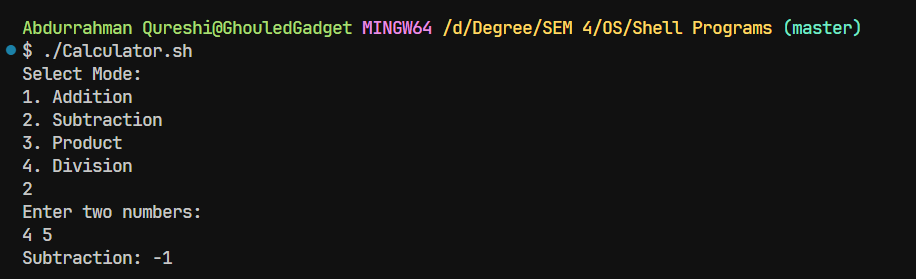 Abdurrahman Qureshi@GhouledGadget MINGW64 /d/Degree/SEM 4/OS/Shell Programs (master)
$ ./Calculator.sh
Select Mode:
1. Addition
2. Subtraction
3. Product
4. Division
2
Enter two numbers:
4 5
Subtraction: -1